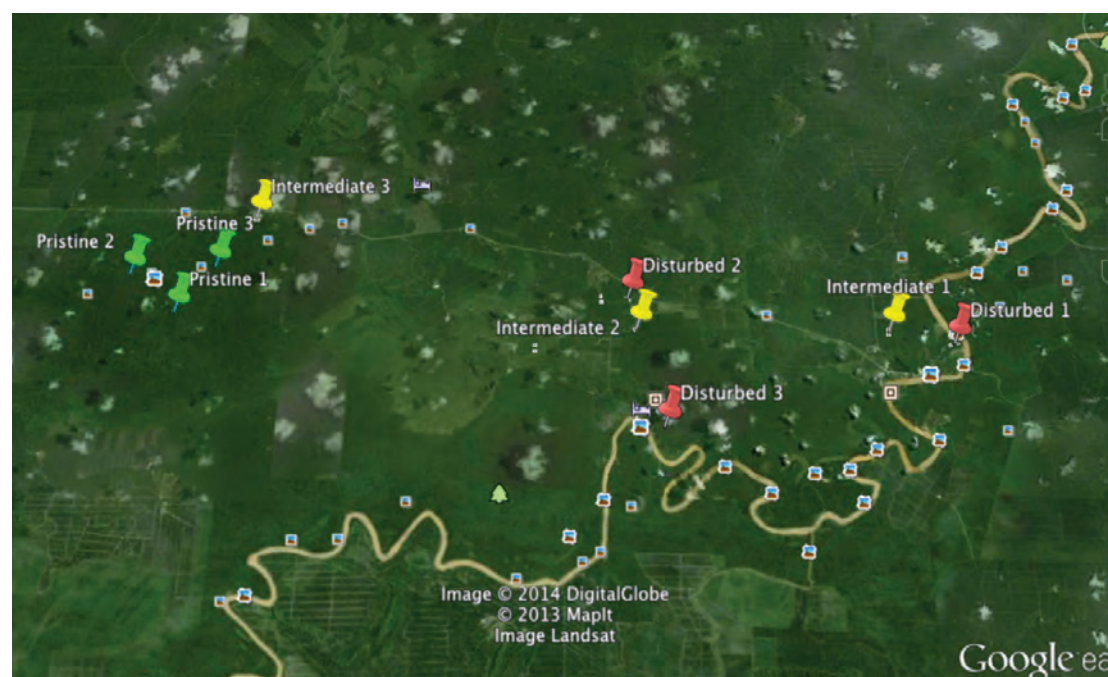 Intermediate 3
Pristine 3
Pristine 2
Pristine 1
Disturbed 2
Intermediate 1
Disturbed 1
Intermediate 2
Disturbed 3
Image © 2014 DigitalGlobe
© 2013 MapIt
Image Landsat
Google ea